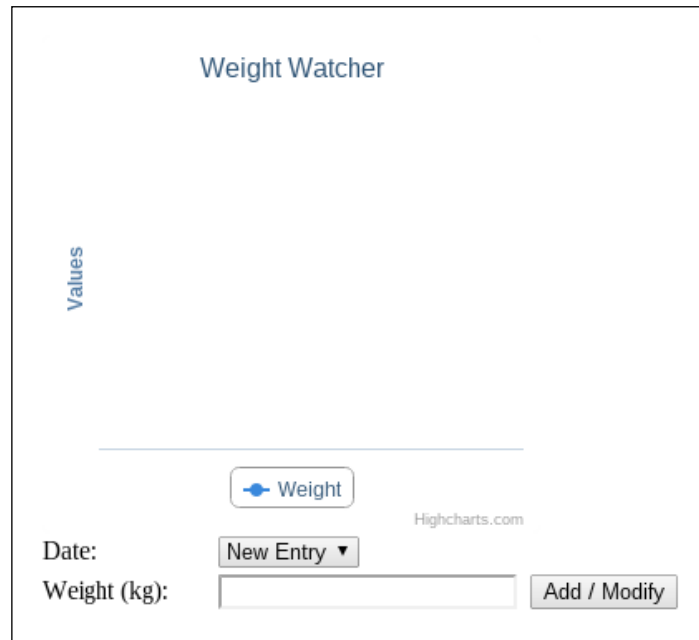 Weight Watcher
Values
Weight
Highcharts.com
Date: New Entry
Weight (kg): Add / Modify